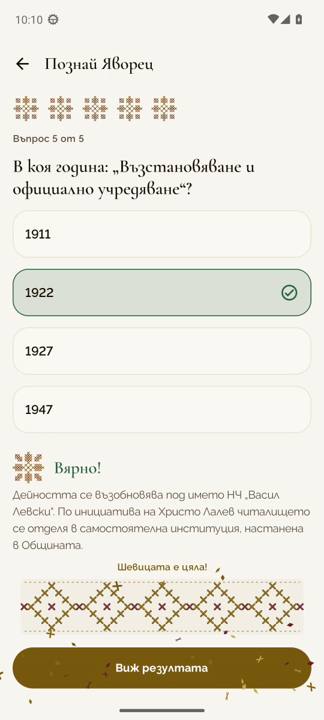 10:10
Познай Яворец
Въпрос 5 от 5
В коя година: „Възстановяване и
официално учредяване“?
1911
1922
1927
1947
Вярно!
Дейността се възобновява под името НЧ „Васил
Левски“. По инициатива на Христо Лалев читалището
се отделя в самостоятелна институция, настанена
в Общината.
Шевицата е цяла!
Виж резултата